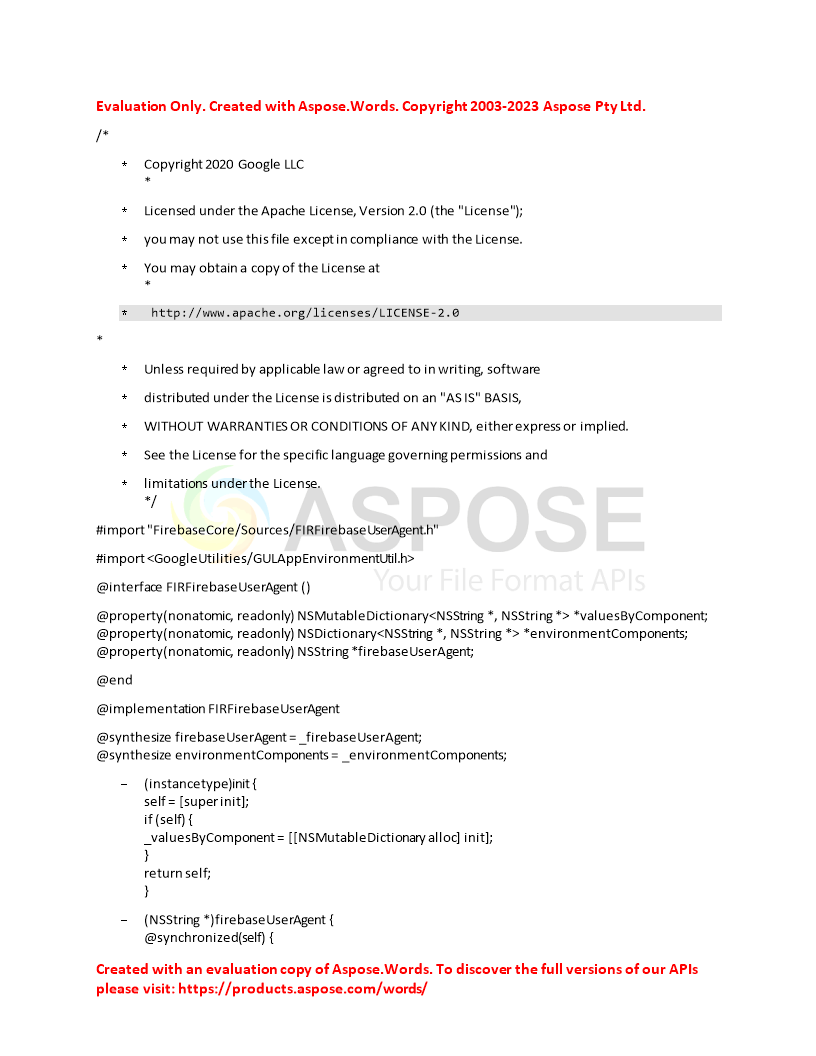 Evaluation Only. Created with Aspose.Words. Copyright 2003-2023 Aspose Pty Ltd.
/*
* Copyright 2020 Google LLC
*
* Licensed under the Apache License, Version 2.0 (the "License");
* you may not use this file except in compliance with the License.
* You may obtain a copy of the License at
*
* http://www.apache.org/licenses/LICENSE-2.0
*
* Unless required by applicable law or agreed to in writing, software
* distributed under the License is distributed on an "AS IS" BASIS,
* WITHOUT WARRANTIES OR CONDITIONS OF ANY KIND, either express or implied.
* See the License for the specific language governing permissions and
* limitations under the License.
*/
ASPOSE
Your File Format APIs
#import "FirebaseCore/Sources/FIRFirebaseUserAgent.h"
#import <GoogleUtilities/GULAppEnvironmentUtil.h>
@interface FIRFirebaseUserAgent ()
@property(nonatomic, readonly) NSMutableDictionary<NSString *, NSString *> *valuesByComponent;
@property(nonatomic, readonly) NSDictionary<NSString *, NSString *> *environmentComponents;
@property(nonatomic, readonly) NSString *firebaseUserAgent;
@end
@implementation FIRFirebaseUserAgent
@synthesize firebaseUserAgent = _firebaseUserAgent;
@synthesize environmentComponents = _environmentComponents;
– (instancetype)init {
self = [super init];
if (self) {
_valuesByComponent = [[NSMutableDictionary alloc] init];
}
return self;
}
– (NSString *)firebaseUserAgent {
@synchronized(self) {
Created with an evaluation copy of Aspose.Words. To discover the full versions of our APIs
please visit: https://products.aspose.com/words/